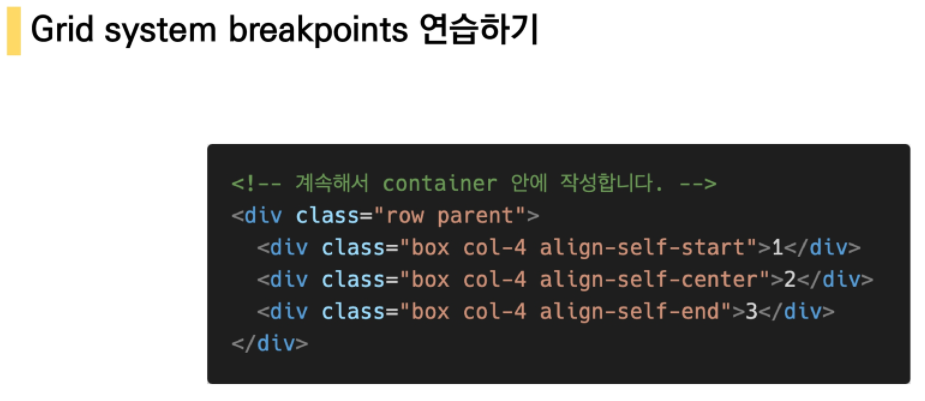 Grid system breakpoints 연습하기
<!-- 계속해서 container 안에 작성합니다. -->
<div class="row parent">
  <div class="box col-4 align-self-start">1</div>
  <div class="box col-4 align-self-center">2</div>
  <div class="box col-4 align-self-end">3</div>
</div>